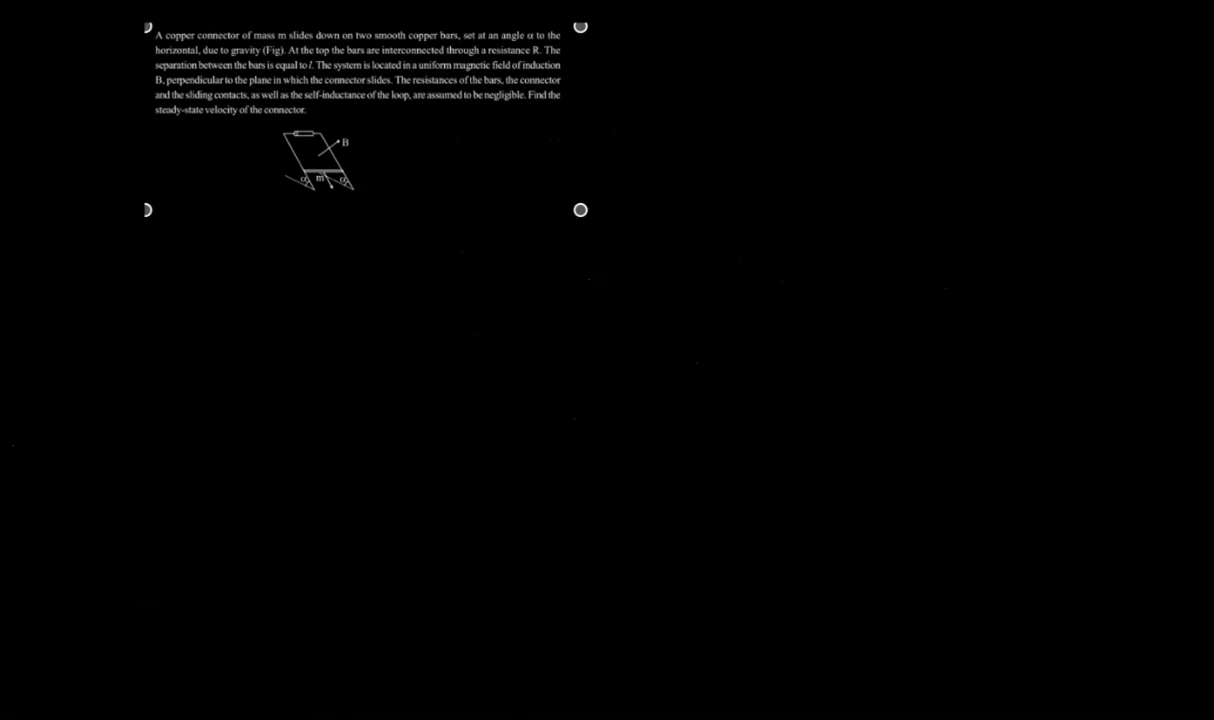 A copper connector of mass m slides down on two smooth copper bars, set at an angle α to the
horizontal, due to gravity (Fig). At the top the bars are interconnected through a resistance R. The
separation between the bars is equal to l. The system is located in a uniform magnetic field of induction
B, perpendicular to the plane in which the connector slides. The resistances of the bars, the connector
and the sliding contacts, as well as the self-inductance of the loop, are assumed to be negligible. Find the
steady-state velocity of the connector.
B
α m α